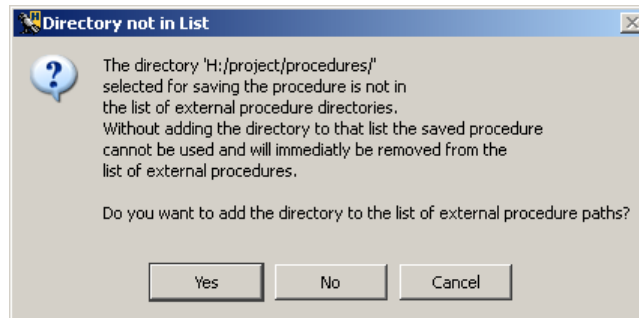 Directory not in List
The directory 'H:/project/procedures/'
selected for saving the procedure is not in
the list of external procedure directories.
Without adding the directory to that list the saved procedure
cannot be used and will immediatly be removed from the
list of external procedures.
Do you want to add the directory to the list of external procedure paths?
Yes No Cancel